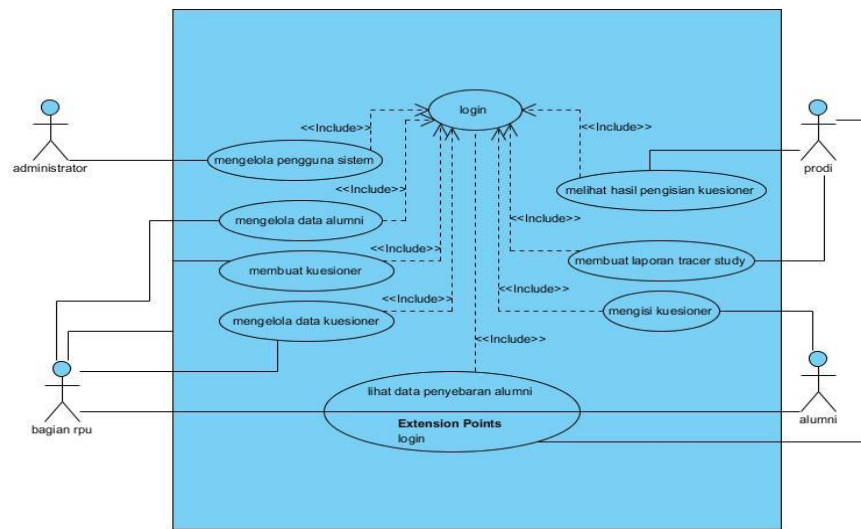 login
<<Include>>
<<Include>>
administrator
mengelola pengguna sistem
prodi
<<Include>>
melihat hasil pengisian kuesioner
mengelola data alumni
<<Include>>
<<Include>>
membuat kuesioner
membuat laporan tracer study
<<Include>>
<<Include>>
mengelola data kuesioner
mengisi kuesioner
<<Include>>
lihat data penyebaran alumni
Extension Points
login
bagian rpu
alumni